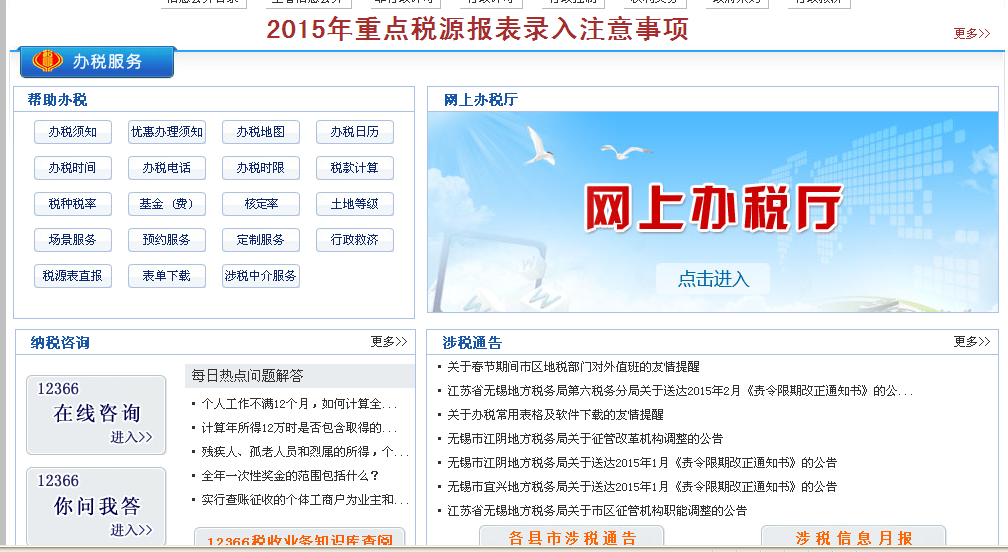 2015年重点税源报表录入注意事项
更多>>
办税服务
帮助办税
办税须知 优惠办理须知 办税地图 办税日历
办税时间 办税电话 办税时限 税款计算
税种税率 基金（费） 核定率 土地等级
场景服务 预约服务 定制服务 行政救济
税源表直报 表单下载 涉税中介服务
网上办税厅
网上办税厅
点击进入
纳税咨询 更多>>
12366
在线咨询
进入>>
12366
你问我答
进入>>
每日热点问题解答
个人工作不满12个月，如何计算全...
计算年所得12万时是否包含取得的...
残疾人、孤老人员和烈属的所得，个...
全年一次性奖金的范围包括什么？
实行查账征收的个体工商户为业主和...
12366税收业务知识库查阅
涉税通告 更多>>
关于春节期间市区地税部门对外值班的友情提醒
江苏省无锡地方税务局第六税务分局关于送达2015年2月《责令限期改正通知书》的公...
关于办税常用表格及软件下载的友情提醒
无锡市江阴地方税务局关于征管改革机构调整的公告
无锡市江阴地方税务局关于送达2015年1月《责令限期改正通知书》的公告
无锡市宜兴地方税务局关于送达2015年1月《责令限期改正通知书》的公告
江苏省无锡地方税务局关于市区征管机构职能调整的公告
各县市涉税通告
涉税信息月报